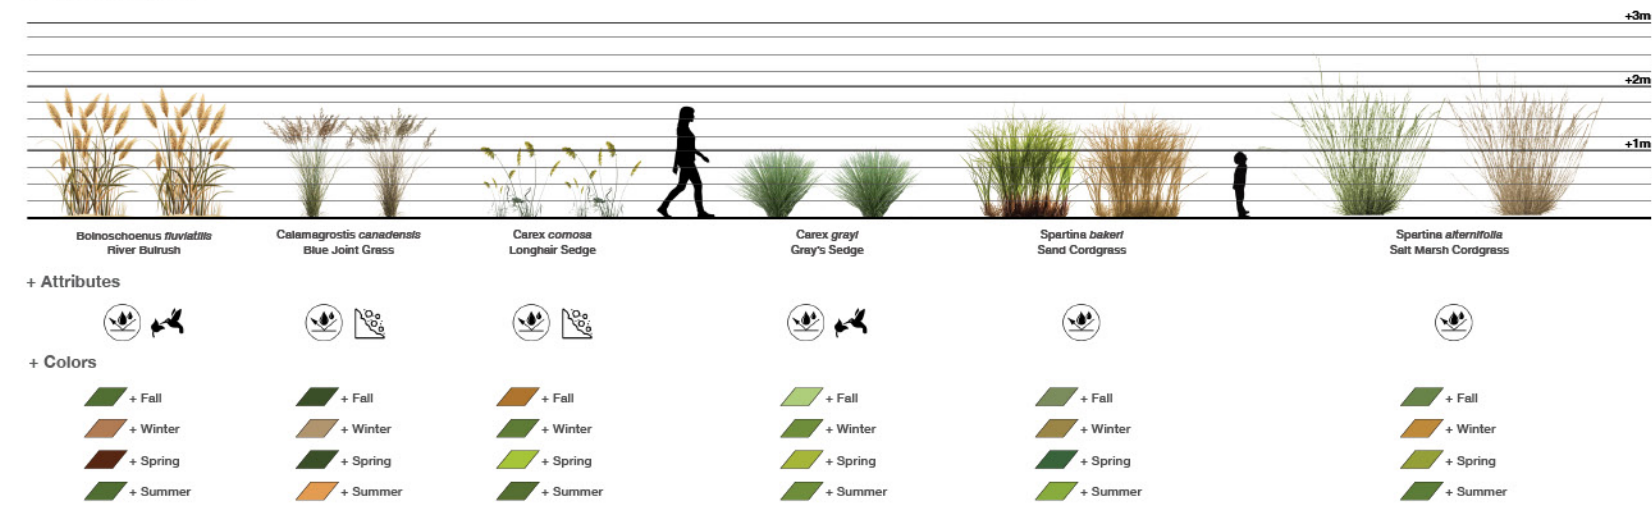 +3m
+2m
+1m
Bolnoschoenus fluviatilis
River Bulrush
Calamagrostis canadensis
Blue Joint Grass
Carex comosa
Longhair Sedge
Carex grayi
Gray's Sedge
Spartina bakeri
Sand Cordgrass
Spartina alternifolia
Salt Marsh Cordgrass
+ Attributes
+ Colors
+ Fall
+ Winter
+ Spring
+ Summer
+ Fall
+ Winter
+ Spring
+ Summer
+ Fall
+ Winter
+ Spring
+ Summer
+ Fall
+ Winter
+ Spring
+ Summer
+ Fall
+ Winter
+ Spring
+ Summer
+ Fall
+ Winter
+ Spring
+ Summer